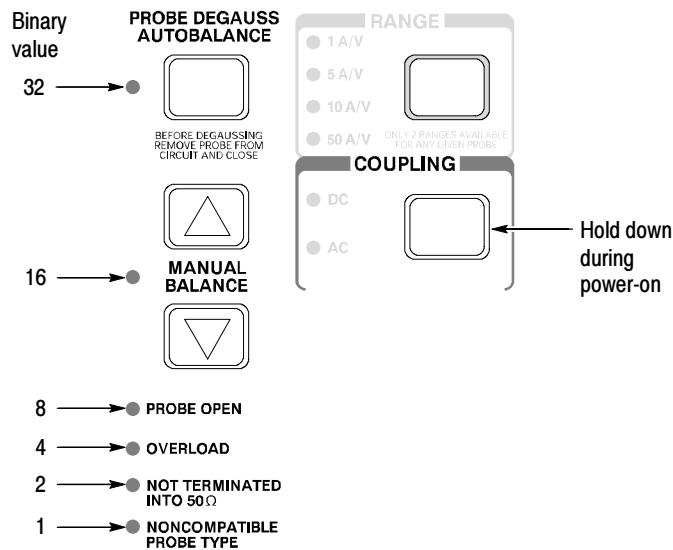 Binary
value
32
PROBE DEGAUSS
AUTOBALANCE
BEFORE DEGAUSSING
REMOVE PROBE FROM
CIRCUIT AND CLOSE
RANGE
1 A/V
5 A/V
10 A/V
50 A/V
ONLY 2 RANGES AVAILABLE
FOR ANY GIVEN PROBE
COUPLING
DC
AC
Hold down
during
power-on
16
MANUAL
BALANCE
8
PROBE OPEN
4
OVERLOAD
2
NOT TERMINATED
INTO 50Ω
1
NONCOMPATIBLE
PROBE TYPE